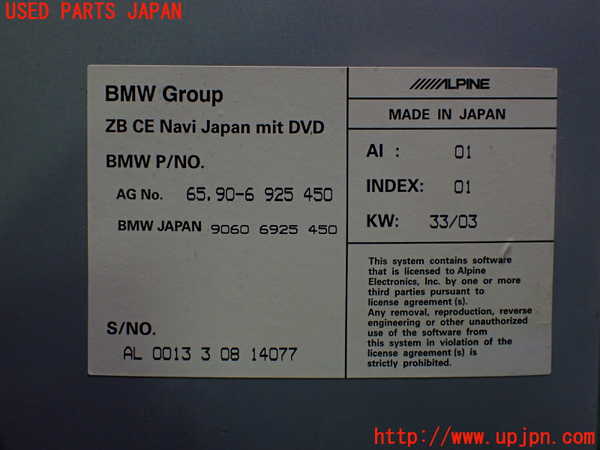 USED PARTS JAPAN
BMW Group
ZB CE Navi Japan mit DVD
BMW P/NO.
AG No. 65.90-6 925 450
BMW JAPAN 9060 6925 450
S/NO.
AL 0013 3 08 14077
ALPINE
MADE IN JAPAN
AI : 01
INDEX: 01
KW: 33/03
This system contains software
that is licensed to Alpine
Electronics, Inc. by one or more
third parties pursuant to
license agreement (s).
Any removal, reproduction, reverse
engineering or other unauthorized
use of the software from
this system in violation of the
license agreement (s) is
strictly prohibited.
http://www.upjpn.com/